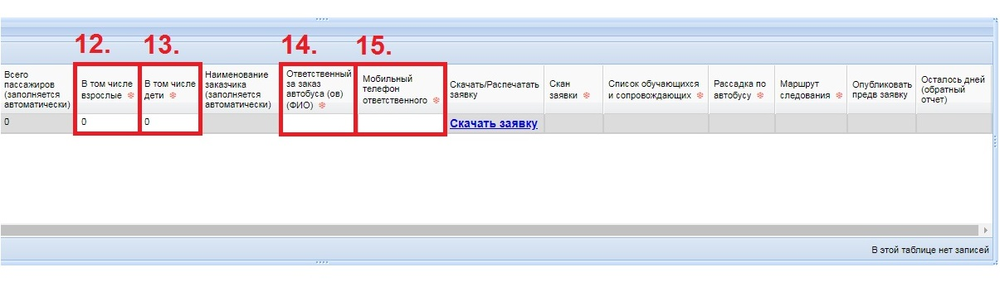 12. 13. 14. 15.
Всего
пассажиров
(заполняется
автоматически)
В том числе
взрослые
В том числе
дети
Наименование
заказчика
(заполняется
автоматически)
Ответственный
за заказ
автобуса (ов)
(ФИО)
Мобильный
телефон
ответственного
Скачать/Распечатать
заявку
Скан
заявки
Список обучающихся
и сопровождающих
Рассадка по
автобусу
Маршрут
следования
Опубликовать
предв заявку
Осталось дней
(обратный
отчет)
0 0 0 Скачать заявку
В этой таблице нет записей